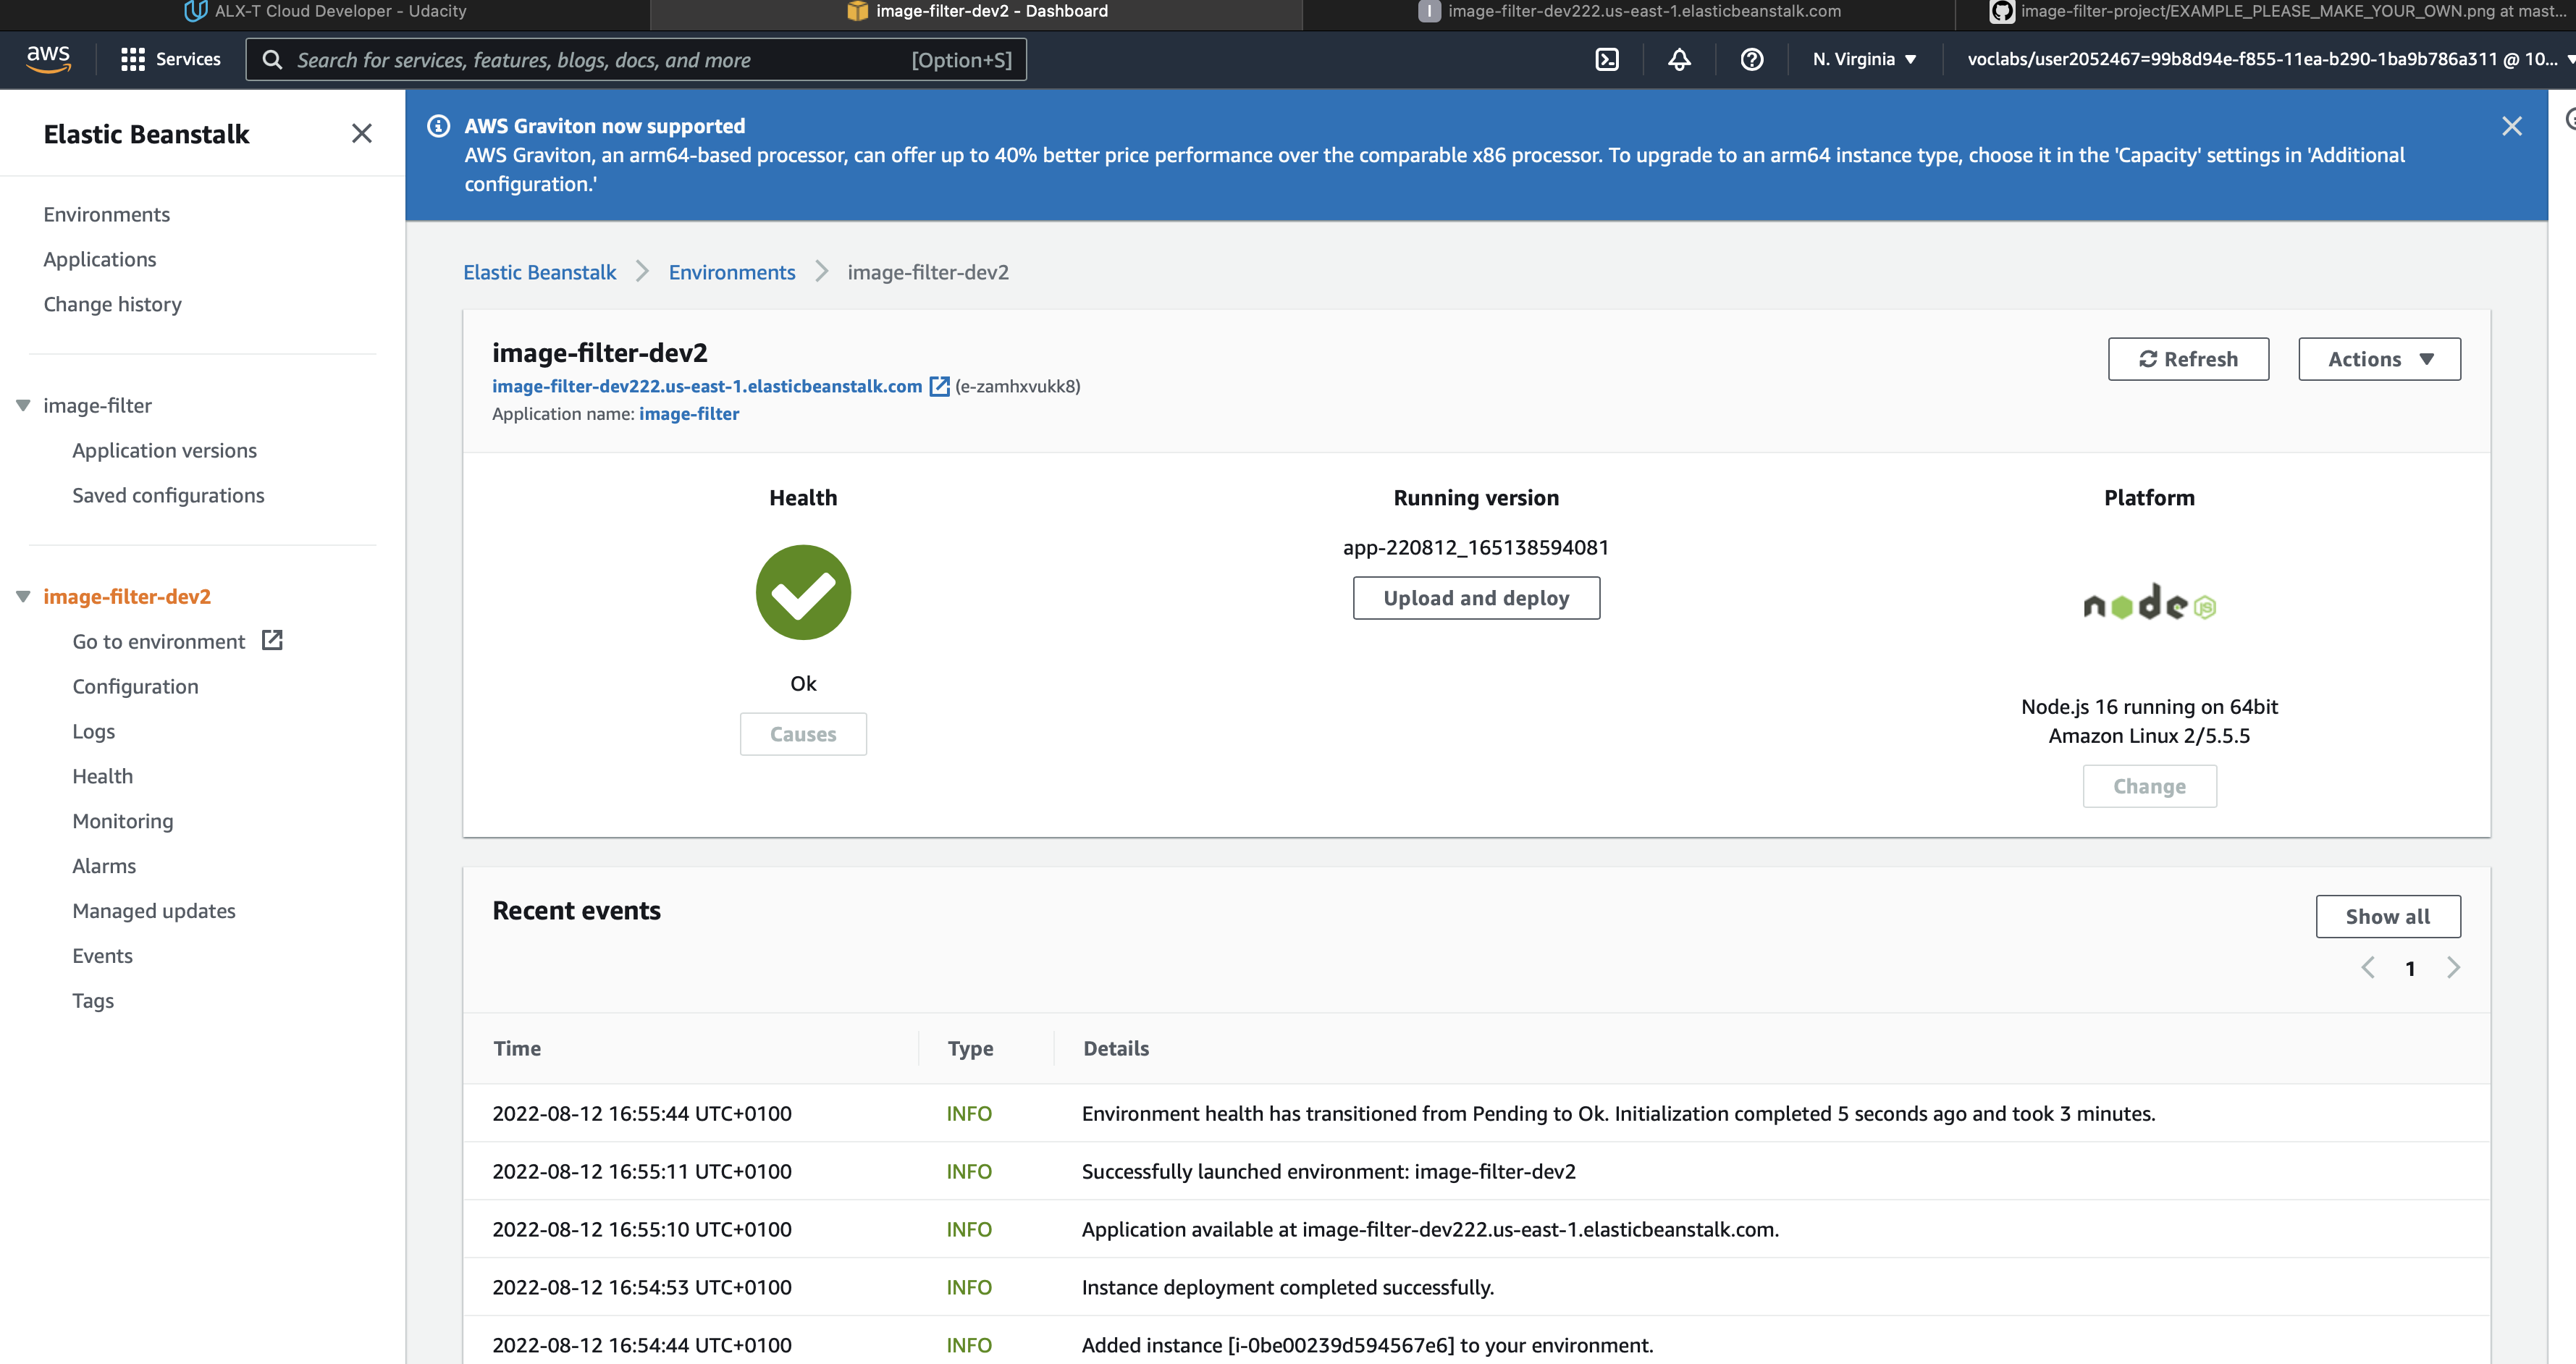 ALX-T Cloud Developer - Udacity
image-filter-dev2 - Dashboard
I image-filter-dev222.us-east-1.elasticbeanstalk.com
image-filter-project/EXAMPLE_PLEASE_MAKE_YOUR_OWN.png at mast...
aws
Services
Search for services, features, blogs, docs, and more [Option+S]
N. Virginia
voclabs/user2052467=99b8d94e-f855-11ea-b290-1ba9b786a311 @ 10...
Elastic Beanstalk
Environments
Applications
Change history
image-filter
Application versions
Saved configurations
image-filter-dev2
Go to environment
Configuration
Logs
Health
Monitoring
Alarms
Managed updates
Events
Tags
AWS Graviton now supported
AWS Graviton, an arm64-based processor, can offer up to 40% better price performance over the comparable x86 processor. To upgrade to an arm64 instance type, choose it in the 'Capacity' settings in 'Additional
configuration.'
Elastic Beanstalk > Environments > image-filter-dev2
image-filter-dev2
image-filter-dev222.us-east-1.elasticbeanstalk.com (e-zamhxvukk8)
Application name: image-filter
Refresh
Actions
Health
Ok
Causes
Running version
app-220812_165138594081
Upload and deploy
Platform
node JS
Node.js 16 running on 64bit
Amazon Linux 2/5.5.5
Change
Recent events
Show all
1
Time Type Details
2022-08-12 16:55:44 UTC+0100 INFO Environment health has transitioned from Pending to Ok. Initialization completed 5 seconds ago and took 3 minutes.
2022-08-12 16:55:11 UTC+0100 INFO Successfully launched environment: image-filter-dev2
2022-08-12 16:55:10 UTC+0100 INFO Application available at image-filter-dev222.us-east-1.elasticbeanstalk.com.
2022-08-12 16:54:53 UTC+0100 INFO Instance deployment completed successfully.
2022-08-12 16:54:44 UTC+0100 INFO Added instance [i-0be00239d594567e6] to your environment.